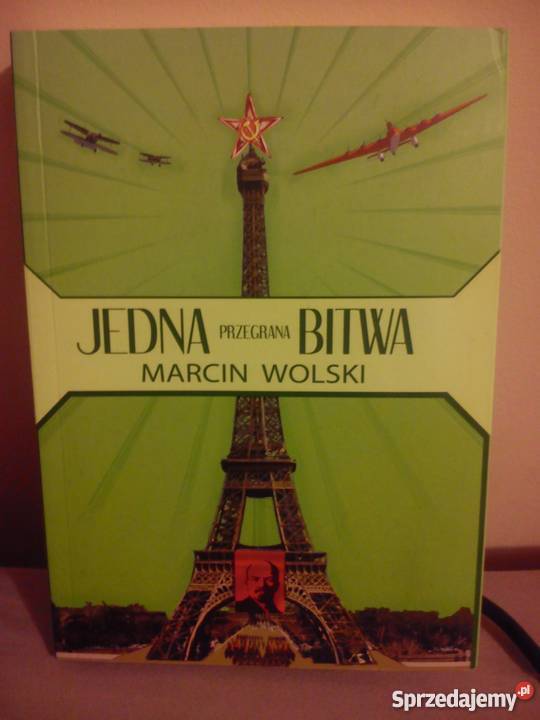 JEDNA PRZEGRANA BITWA
MARCIN WOLSKI
Sprzedajemy.pl